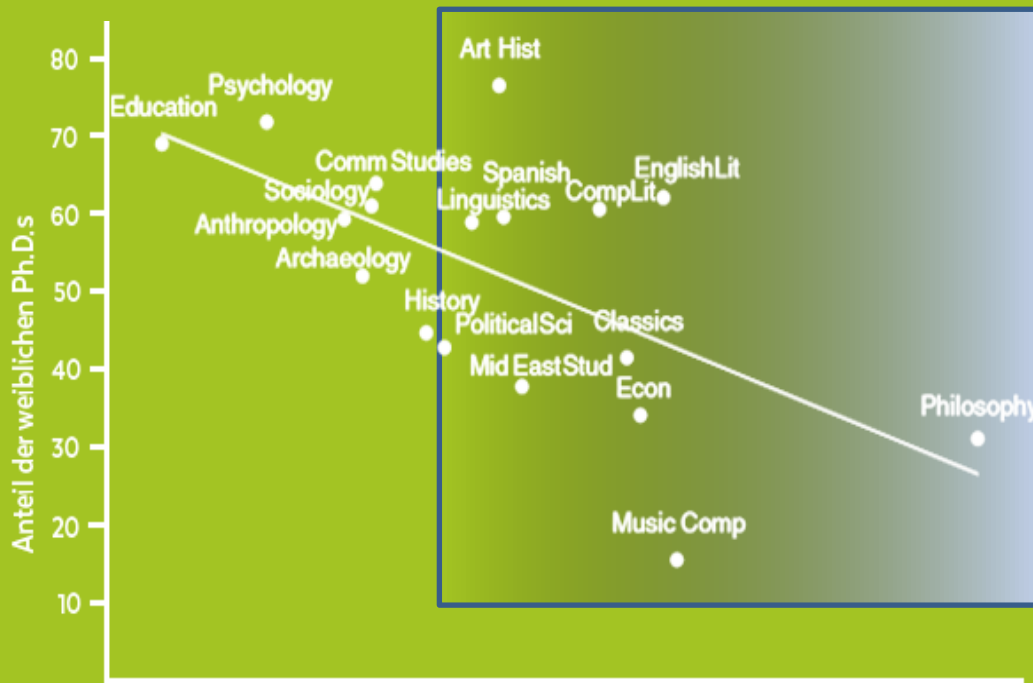 Anteil der weiblichen Ph.D.s
80
70
60
50
40
30
20
10
Art Hist
Psychology
Education
Comm Studies
Spanish
EnglishLit
Sociology
Linguistics
CompLit
Anthropology
Archaeology
History
PoliticalSci
Classics
Mid EastStud
Econ
Philosophy
Music Comp